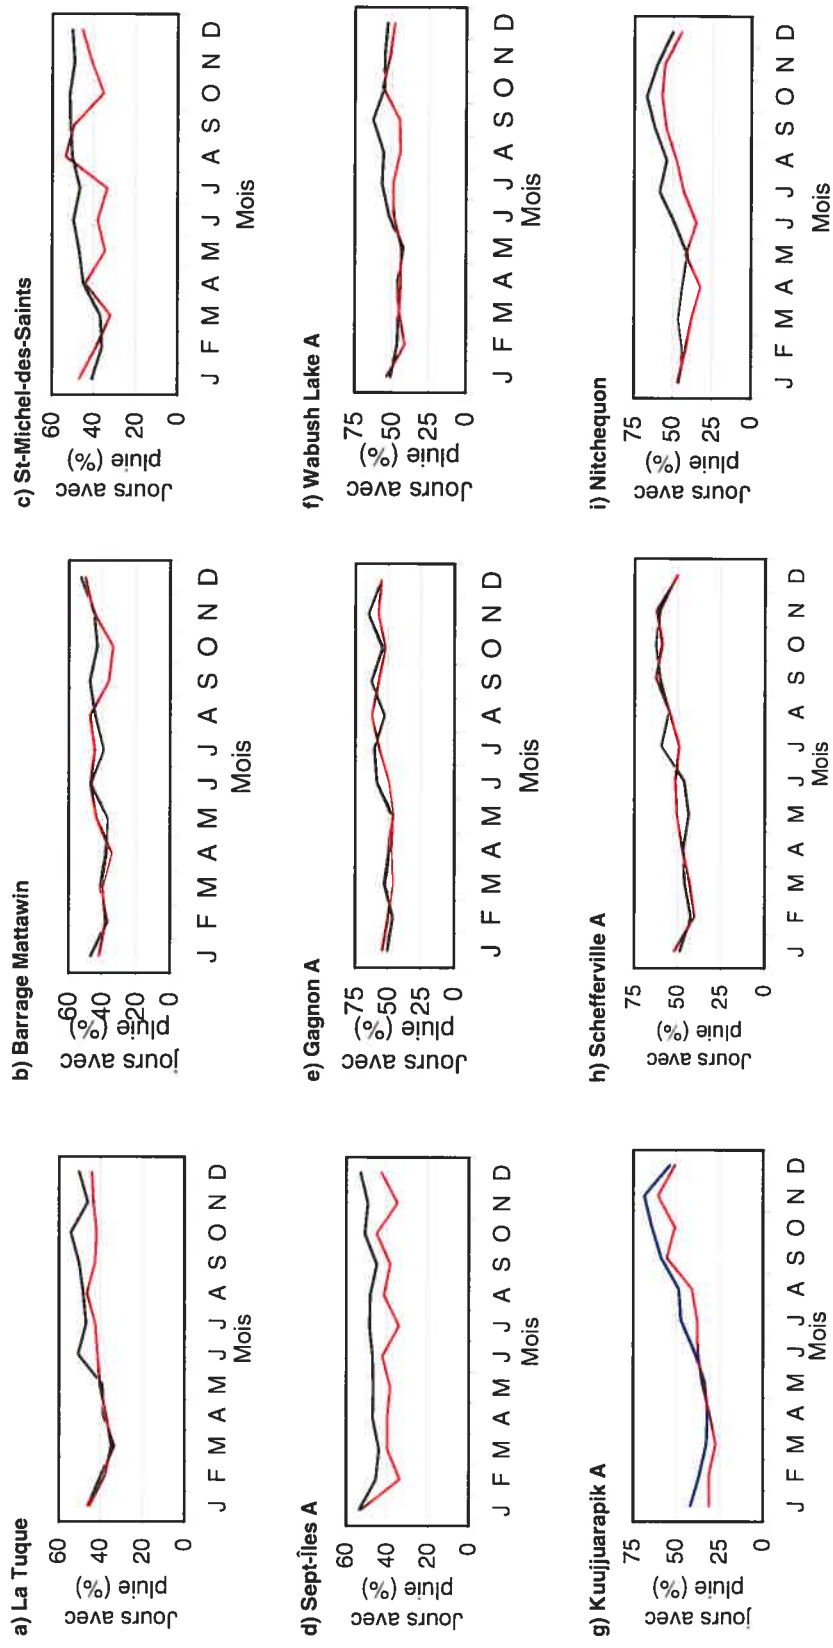 a) La Tuque
Jours avec
pluie (%)
60
40
20
0
J F M A M J J A S O N D
Mois
b) Barrage Mattawin
jours avec
pluie (%)
60
40
20
0
J F M A M J J A S O N D
Mois
c) St-Michel-des-Saints
Jours avec
pluie (%)
60
40
20
0
J F M A M J J A S O N D
Mois
d) Sept-Îles A
Jours avec
pluie (%)
60
40
20
0
J F M A M J J A S O N D
Mois
e) Gagnon A
Jours avec
pluie (%)
75
50
25
0
J F M A M J J A S O N D
Mois
f) Wabush Lake A
Jours avec
pluie (%)
75
50
25
0
J F M A M J J A S O N D
Mois
g) Kuujjuarapik A
jours avec
pluie (%)
75
50
25
0
J F M A M J J A S O N D
Mois
h) Schefferville A
Jours avec
pluie (%)
75
50
25
0
J F M A M J J A S O N D
Mois
i) Nitchequon
Jours avec
pluie (%)
75
50
25
0
J F M A M J J A S O N D
Mois